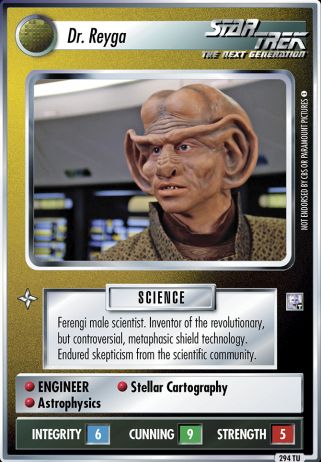 Dr. Reyga
STAR TREK
THE NEXT GENERATION
NOT ENDORSED BY CBS OR PARAMOUNT PICTURES
SCIENCE
Ferengi male scientist. Inventor of the revolutionary,
but controversial, metaphasic shield technology.
Endured skepticism from the scientific community.
ENGINEER
Stellar Cartography
Astrophysics
INTEGRITY 6 CUNNING 9 STRENGTH 5
294 TU